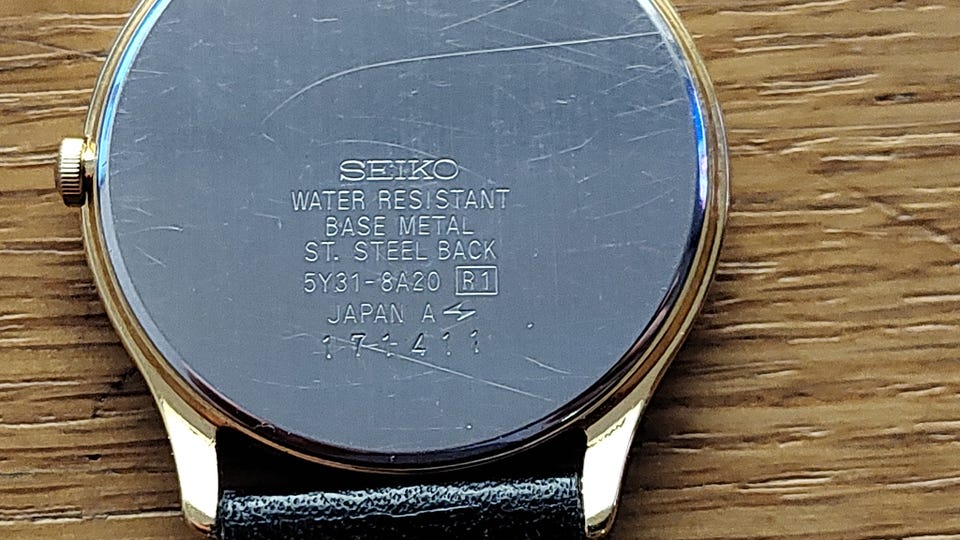 SEIKO
WATER RESISTANT
BASE METAL
ST. STEEL BACK
5Y31-8A20 R1
JAPAN A
171411